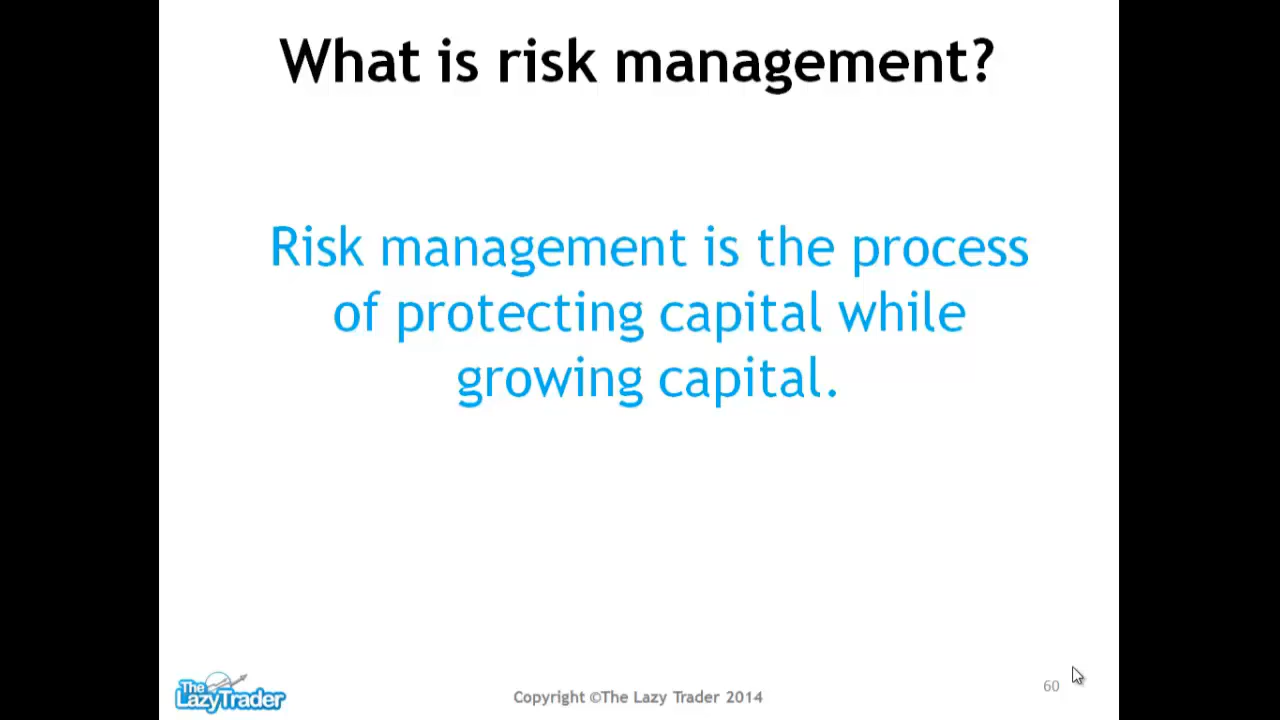 What is risk management?
Risk management is the process
of protecting capital while
growing capital.
The
LazyTrader
Copyright ©The Lazy Trader 2014
60